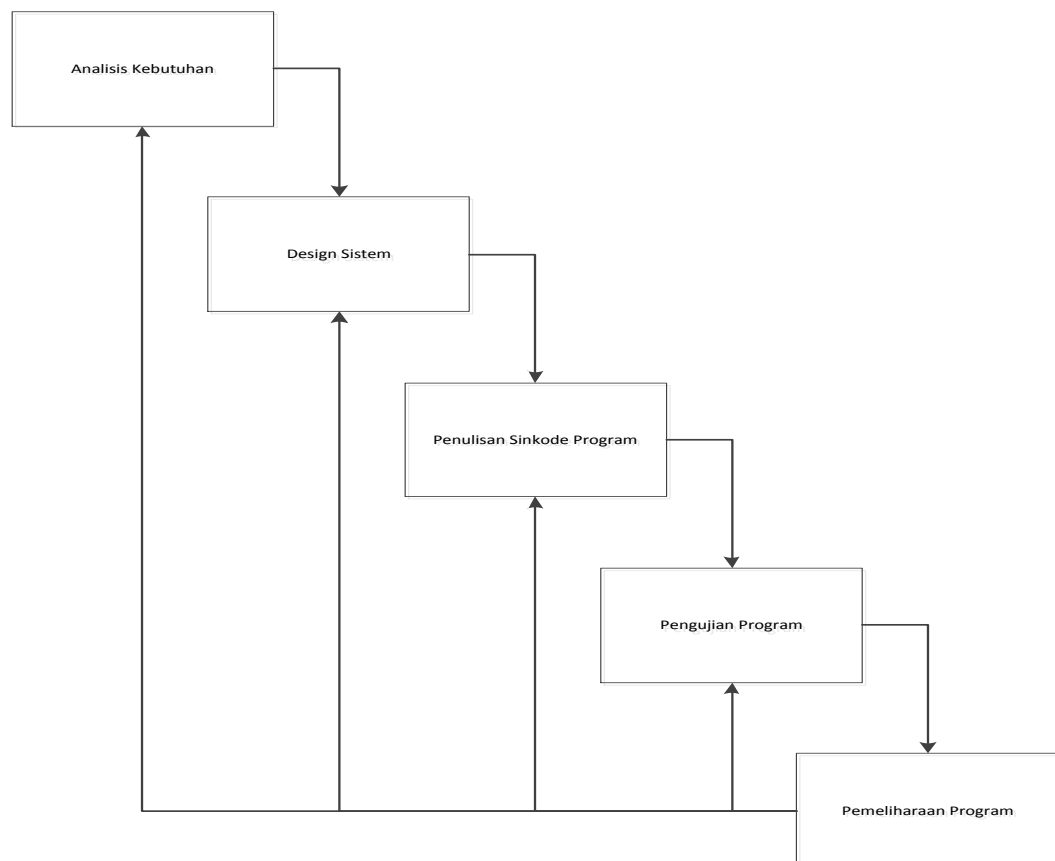 Analisis Kebutuhan
Design Sistem
Penulisan Sinkode Program
Pengujian Program
Pemeliharaan Program